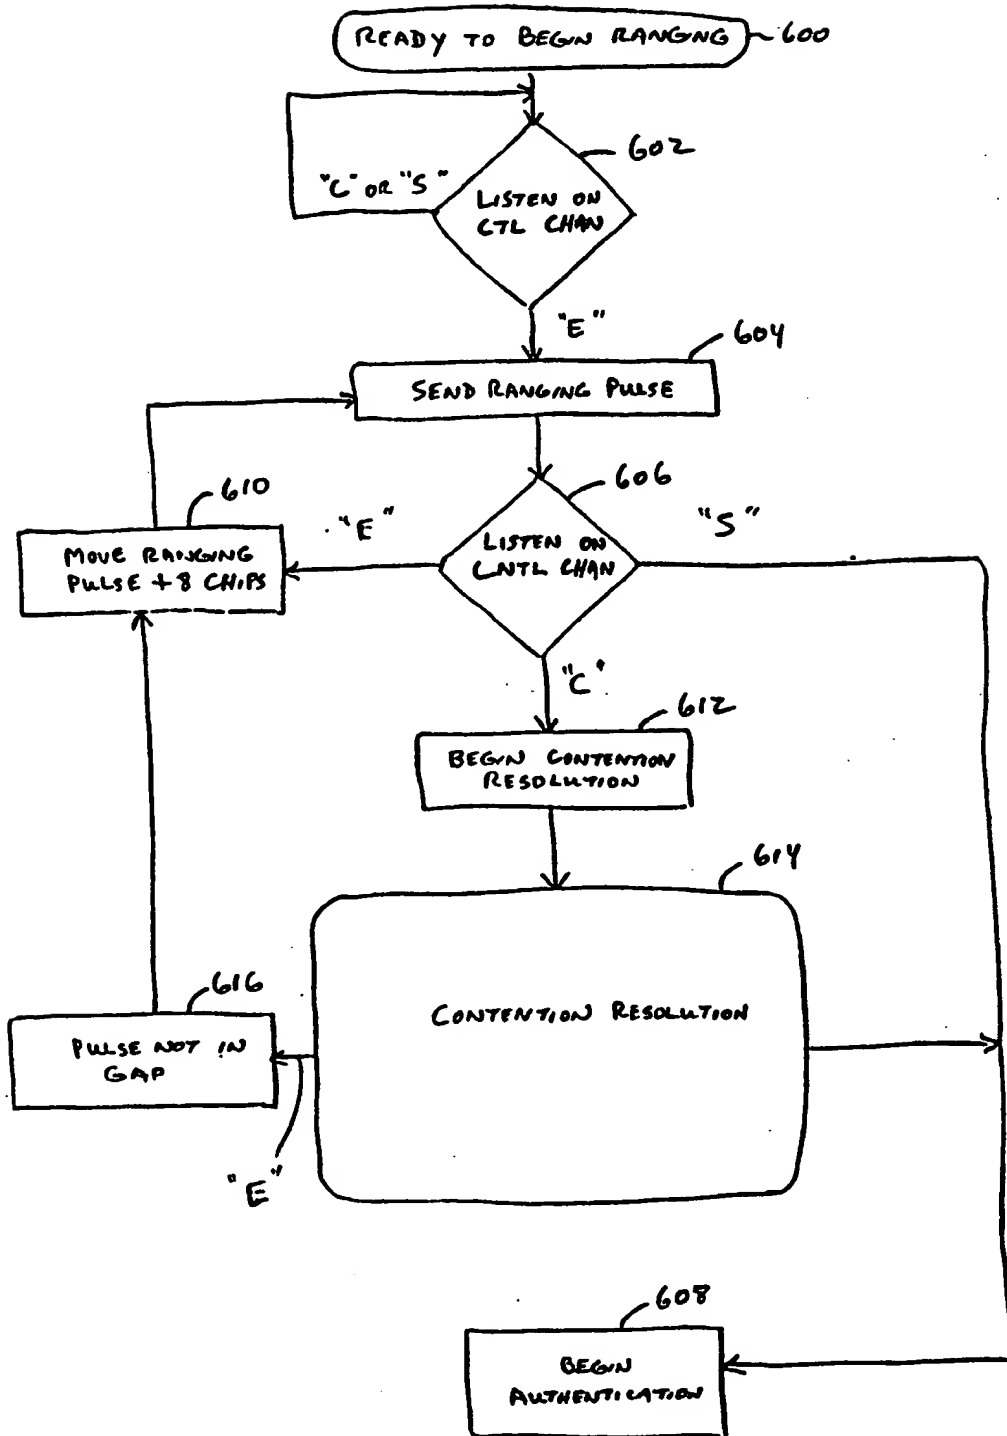 READY TO BEGIN RANGING
600
602
"C" OR "S"
LISTEN ON
CTL CHAN
"E"
604
SEND RANGING PULSE
606
610
"E"
"S"
LISTEN ON
CNTL CHAN
MOVE RANGING
PULSE + 8 CHIPS
"C"
612
BEGIN CONTENTION
RESOLUTION
614
CONTENTION RESOLUTION
616
PULSE NOT IN
GAP
"E"
608
BEGIN
AUTHENTICATION